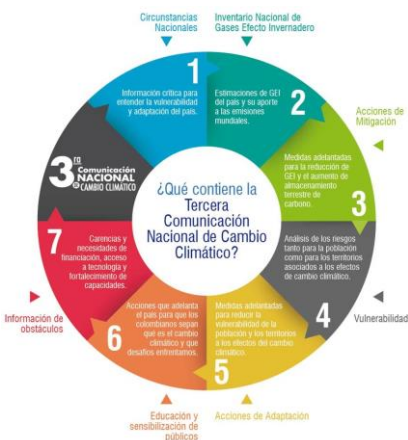 Circunstancias
Nacionales
1
Información crítica para
entender la vulnerabilidad
y adaptación del país.
Inventario Nacional de
Gases Efecto Invernadero
2
Estimaciones de GEI
del país y su aporte
a las emisiones
mundiales.
Acciones de
Mitigación
3
Medidas adelantadas
para la reducción de
GEI y el aumento de
almacenamiento
terrestre de
carbono.
Vulnerabilidad
4
Análisis de los riesgos
tanto para la población
como para los territorios
asociados a los efectos
de cambio climático.
Acciones de Adaptación
5
Medidas adelantadas
para reducir la
vulnerabilidad de la
población y los territorios
a los efectos del cambio
climático.
Educación y
sensibilización de
públicos
6
Acciones que adelanta
el país para que los
colombianos sepan
qué es el cambio
climático y que
desafíos enfrentamos.
Información de
obstáculos
7
Carencias y
necesidades de
financiación, acceso
a tecnología y
fortalecimiento de
capacidades.
3ra
Comunicación
NACIONAL
DE CAMBIO CLIMÁTICO
¿Qué contiene la
Tercera
Comunicación
Nacional de Cambio
Climático?